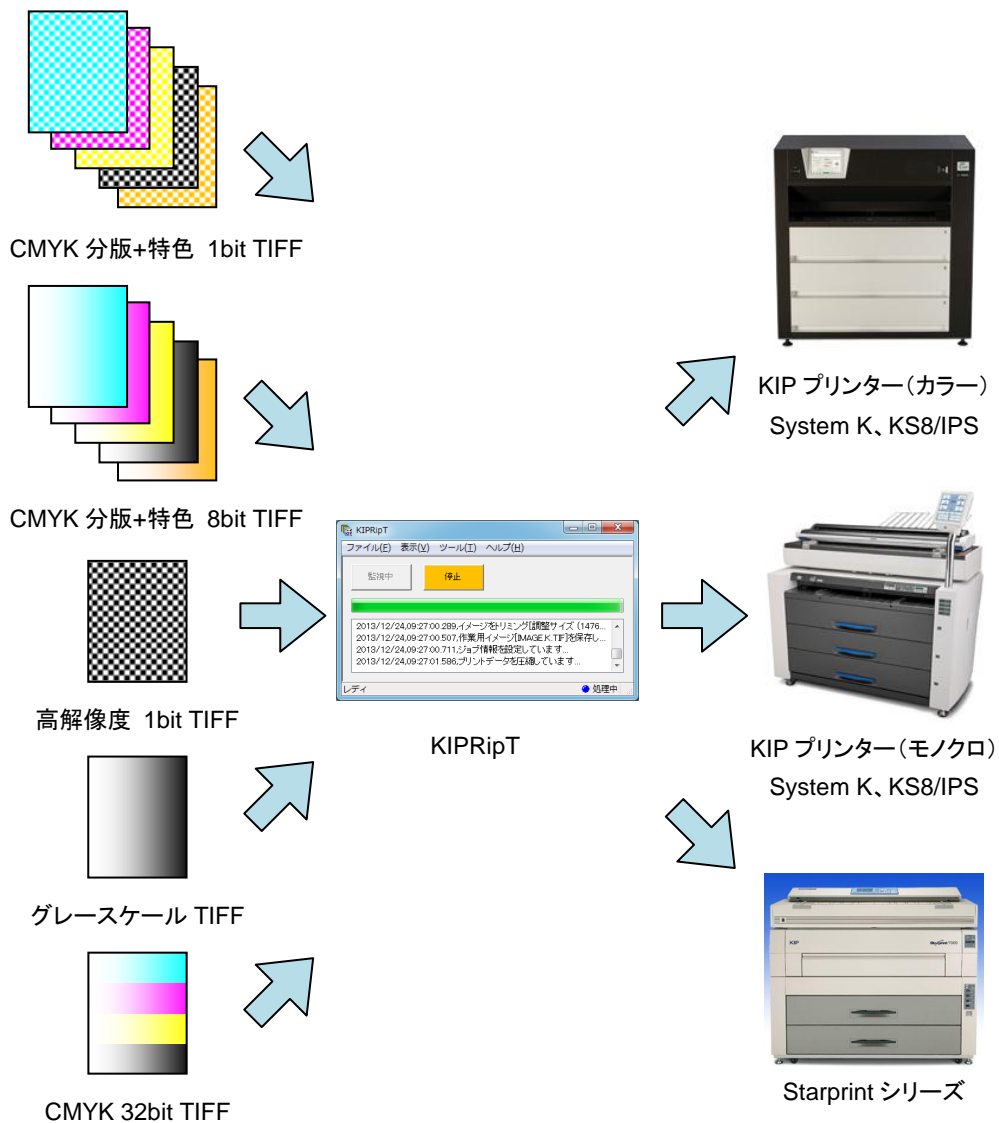 CMYK 分版+特色 1bit TIFF
KIP プリンター(カラー)
System K、KS8/IPS
CMYK 分版+特色 8bit TIFF
KIPRipT
ファイル(F) 表示(V) ツール(T) ヘルプ(H)
監視中 停止
2013/12/24,09:27:00.289,イメージをトリミング[調整サイズ (1476...
2013/12/24,09:27:00.507,作業用イメージ[IMAGE.K.TIF]を保存し...
2013/12/24,09:27:00.711,ジョブ情報を設定しています...
2013/12/24,09:27:01.586,プリントデータを圧縮しています...
レディ 処理中
高解像度 1bit TIFF
KIPRipT
KIP プリンター(モノクロ)
System K、KS8/IPS
グレースケール TIFF
KIP
Starprint シリーズ
CMYK 32bit TIFF